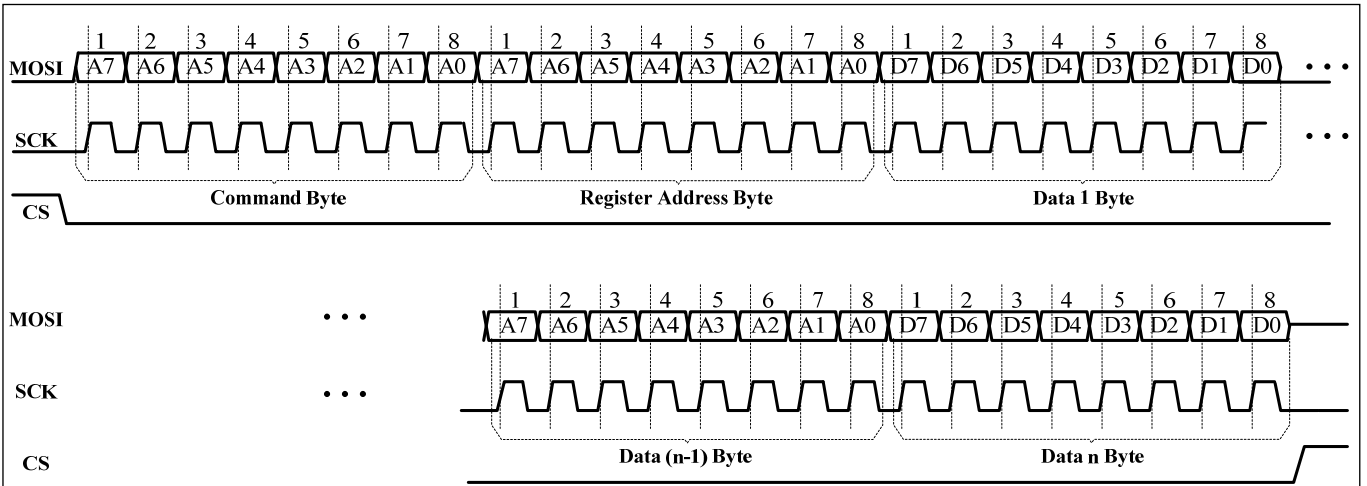 1 2 3 4 5 6 7 8 1 2 3 4 5 6 7 8 1 2 3 4 5 6 7 8
MOSI A7 A6 A5 A4 A3 A2 A1 A0 A7 A6 A5 A4 A3 A2 A1 A0 D7 D6 D5 D4 D3 D2 D1 D0 • • •
SCK • • •
Command Byte Register Address Byte Data 1 Byte
CS
1 2 3 4 5 6 7 8 1 2 3 4 5 6 7 8
MOSI • • • A7 A6 A5 A4 A3 A2 A1 A0 D7 D6 D5 D4 D3 D2 D1 D0
SCK • • •
Data (n-1) Byte Data n Byte
CS